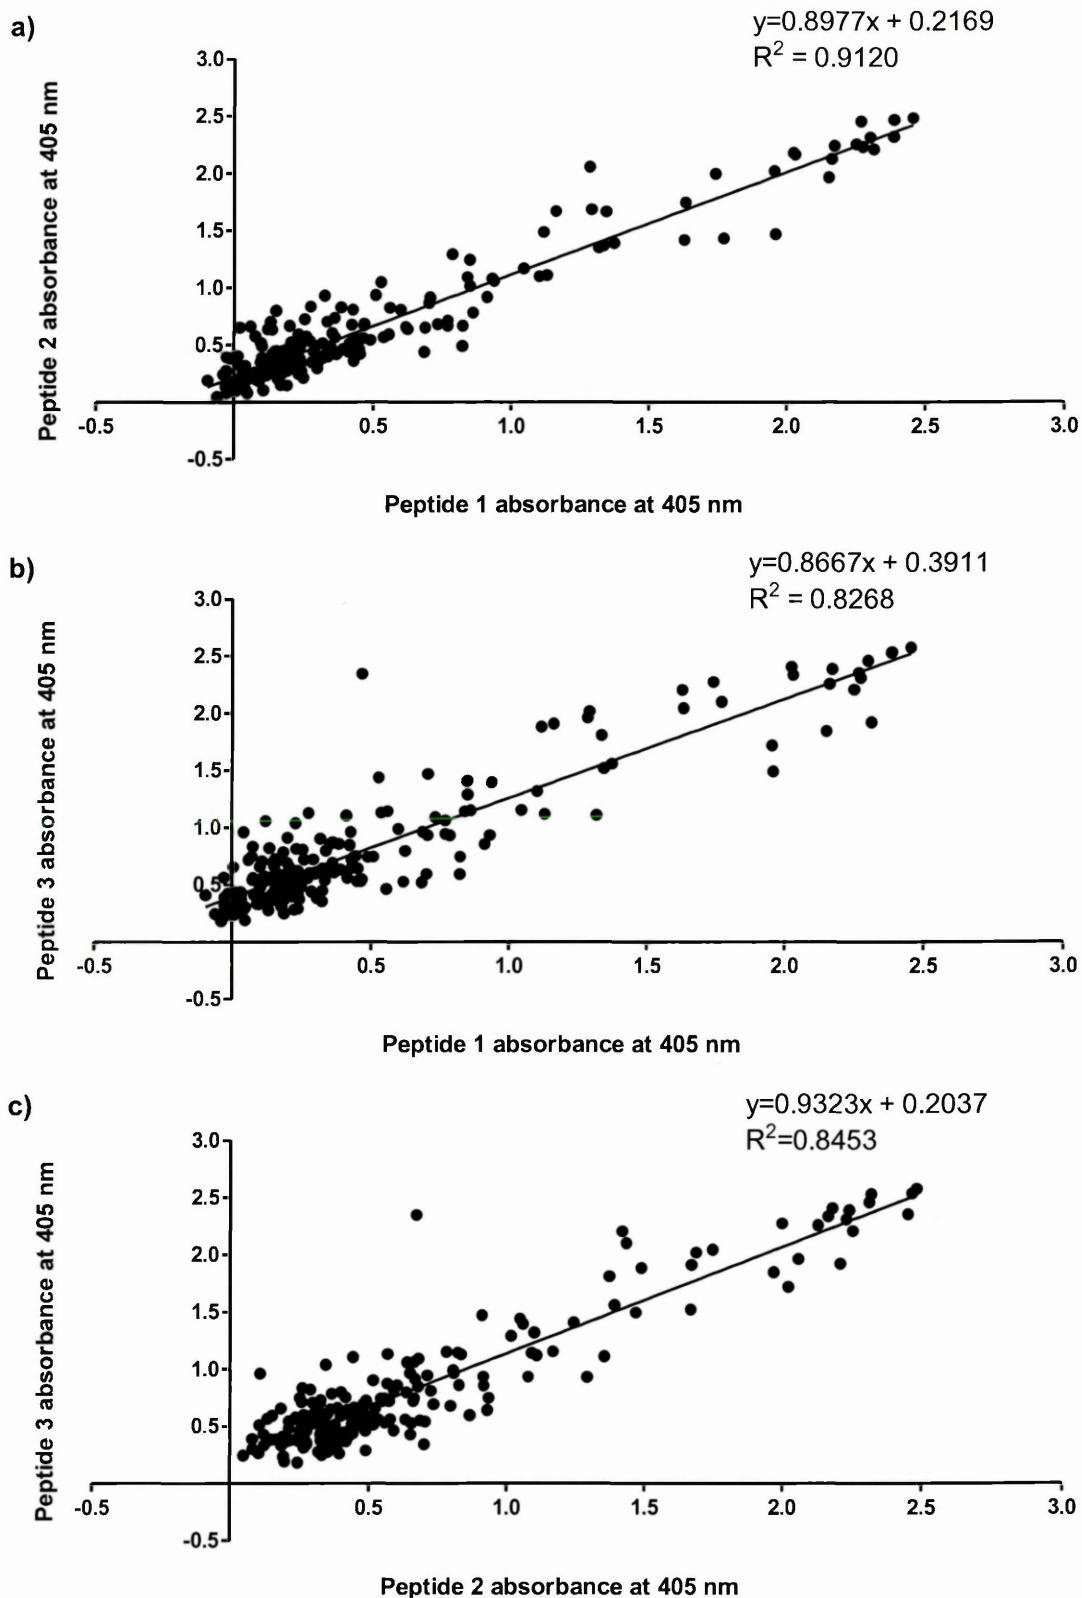 a)
y=0.8977x + 0.2169
R² = 0.9120
Peptide 2 absorbance at 405 nm
3.0
2.5
2.0
1.5
1.0
0.5
-0.5
-0.5 0.5 1.0 1.5 2.0 2.5 3.0
Peptide 1 absorbance at 405 nm
b)
y=0.8667x + 0.3911
R² = 0.8268
Peptide 3 absorbance at 405 nm
3.0
2.5
2.0
1.5
1.0
0.5
-0.5
-0.5 0.5 1.0 1.5 2.0 2.5 3.0
Peptide 1 absorbance at 405 nm
c)
y=0.9323x + 0.2037
R²=0.8453
Peptide 3 absorbance at 405 nm
3.0
2.5
2.0
1.5
1.0
0.5
-0.5
-0.5 0.5 1.0 1.5 2.0 2.5 3.0
Peptide 2 absorbance at 405 nm